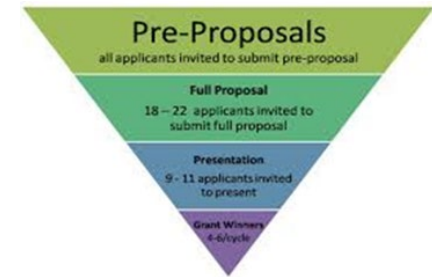 Pre-Proposals
all applicants invited to submit pre-proposal
Full Proposal
18 – 22 applicants invited to
submit full proposal
Presentation
9 - 11 applicants invited
to present
Grant Winners
4-6/cycle